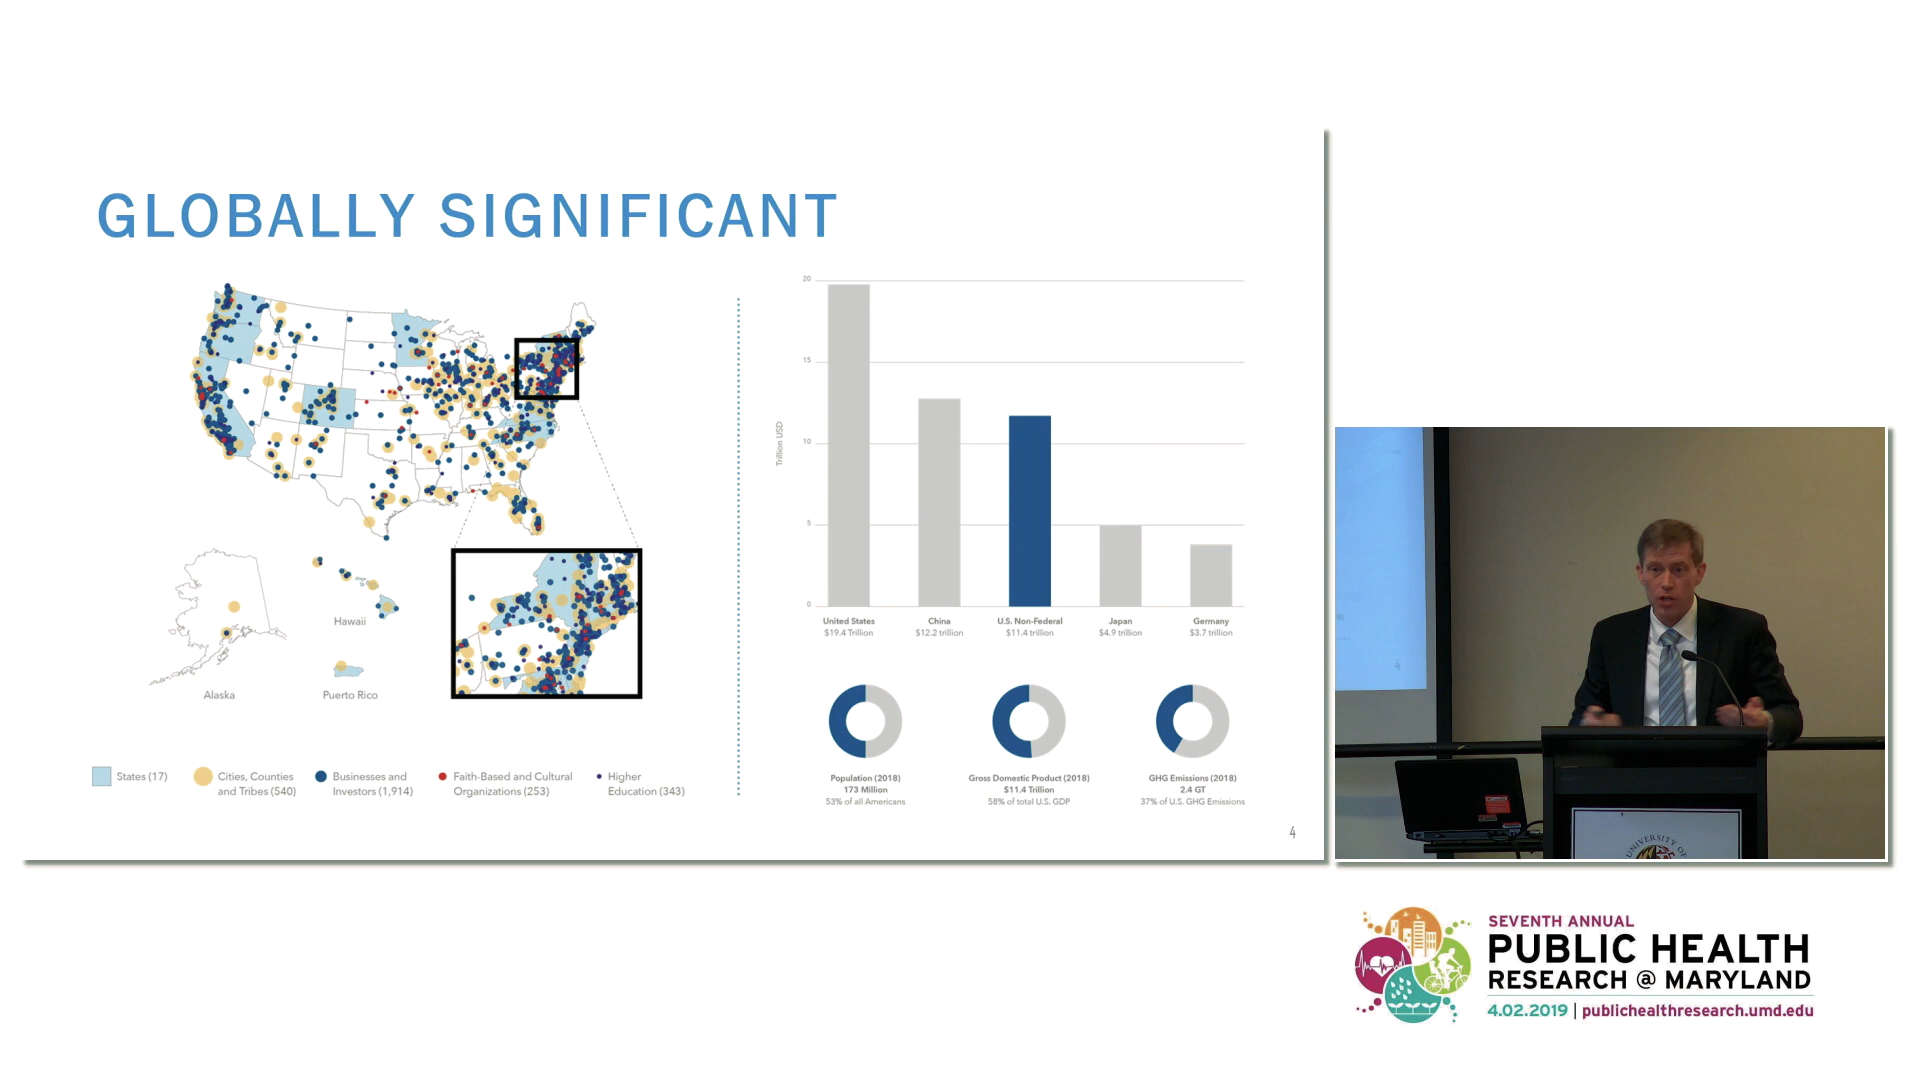 GLOBALLY SIGNIFICANT
Hawaii
Alaska
Puerto Rico
States (17)
Cities, Counties
and Tribes (540)
Businesses and
Investors (1,914)
Faith-Based and Cultural
Organizations (253)
Higher
Education (343)
Trillion USD
20
15
10
5
0
United States
$19.4 Trillion
China
$12.2 trillion
U.S. Non-Federal
$11.4 trillion
Japan
$4.9 trillion
Germany
$3.7 trillion
Population (2018)
173 Million
53% of all Americans
Gross Domestic Product (2018)
$11.4 Trillion
58% of total U.S. GDP
GHG Emissions (2018)
2.4 GT
37% of U.S. GHG Emissions
4
4
UNIVERSITY OF
SEVENTH ANNUAL
PUBLIC HEALTH
RESEARCH @ MARYLAND
4.02.2019 | publichealthresearch.umd.edu